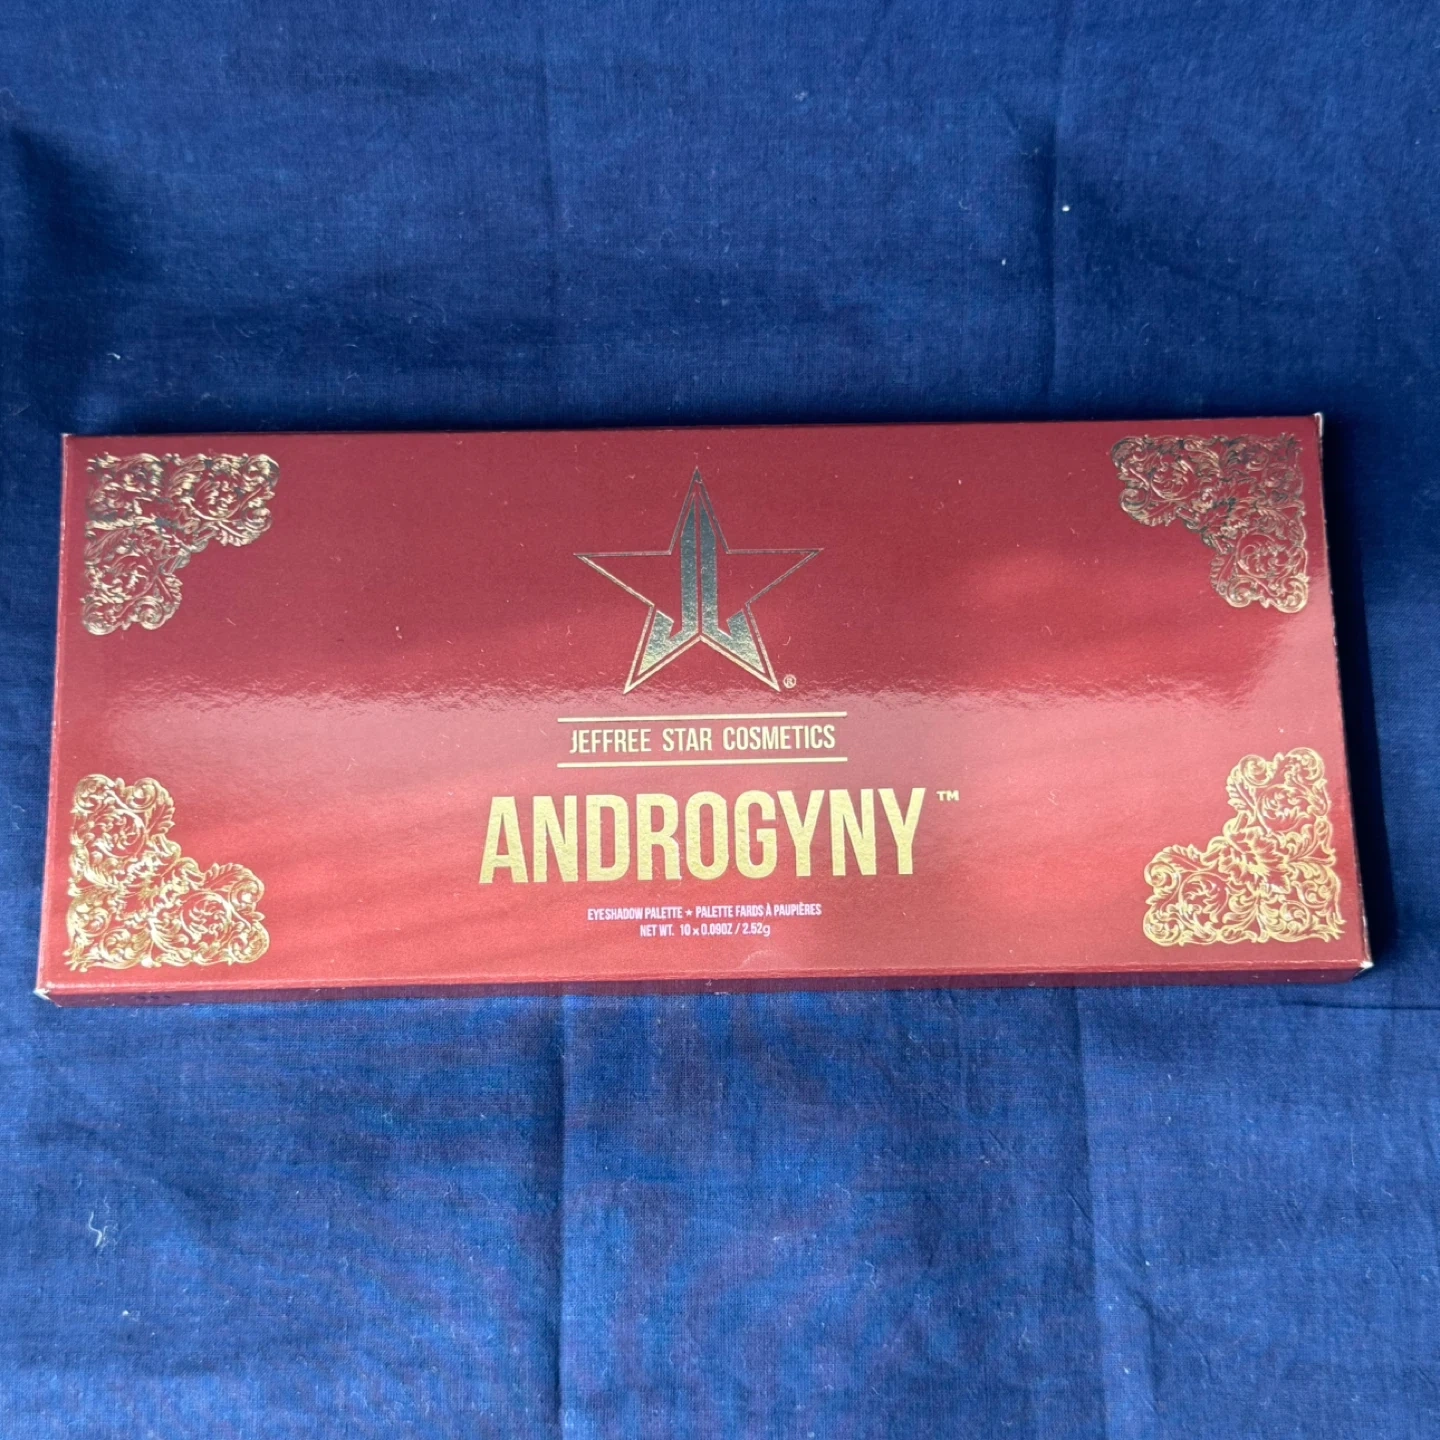 ®
JEFFREE STAR COSMETICS
ANDROGYNY™
EYESHADOW PALETTE ★ PALETTE FARDS À PAUPIÈRES
NET WT. 10 x 0.09OZ / 2.52g